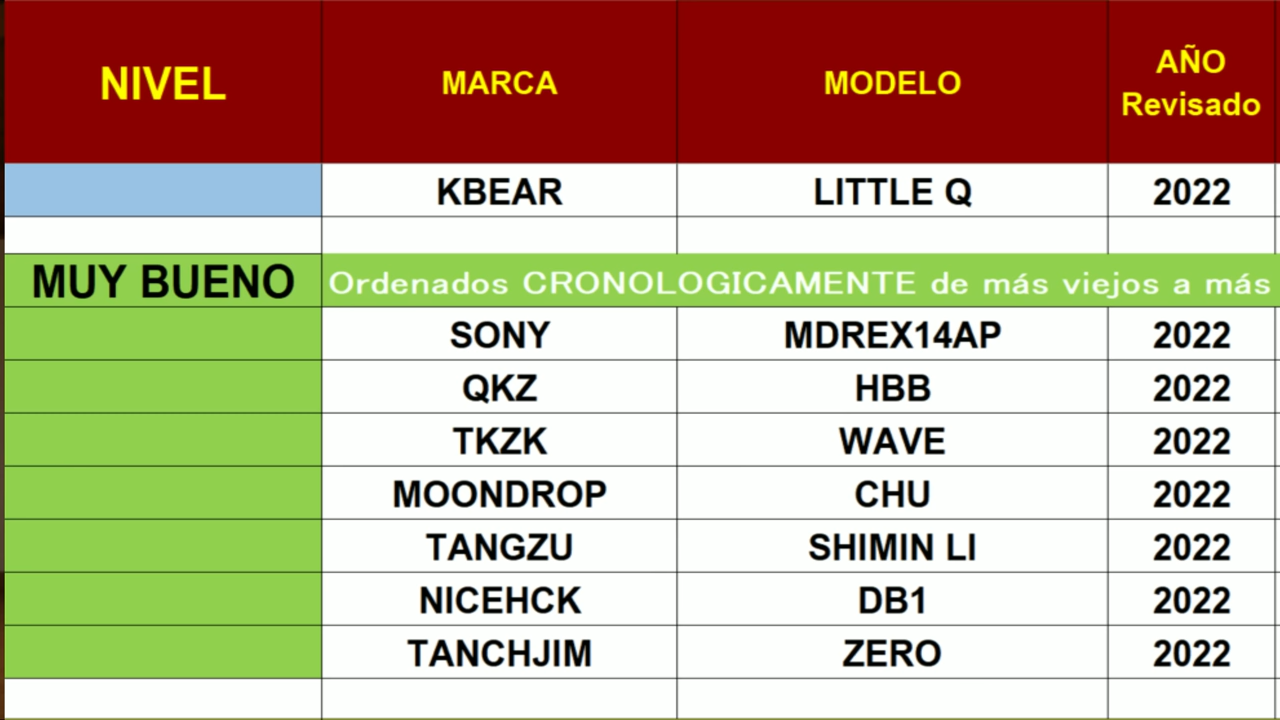 NIVEL MARCA MODELO AÑO Revisado
KBEAR LITTLE Q 2022
MUY BUENO Ordenados CRONOLOGICAMENTE de más viejos a más
SONY MDREX14AP 2022
QKZ HBB 2022
TKZK WAVE 2022
MOONDROP CHU 2022
TANGZU SHIMIN LI 2022
NICEHCK DB1 2022
TANCHJIM ZERO 2022